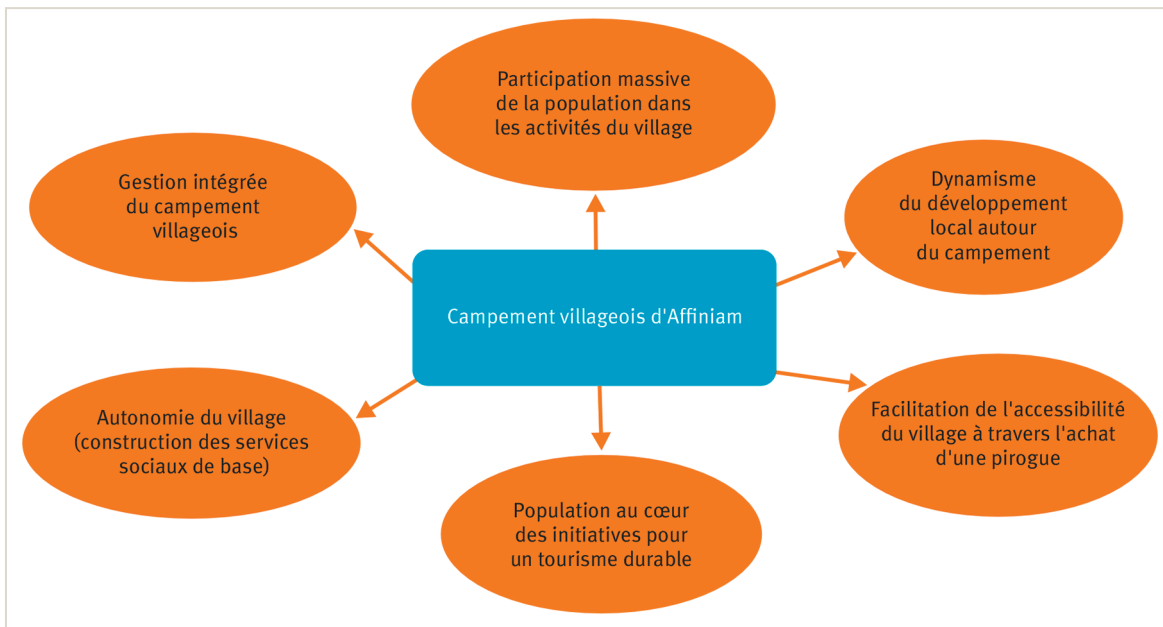 Participation massive
de la population dans
les activités du village
Gestion intégrée
du campement
villageois
Dynamisme
du développement
local autour
du campement
Campement villageois d'Affiniam
Autonomie du village
(construction des services
sociaux de base)
Facilitation de l'accessibilité
du village à travers l'achat
d'une pirogue
Population au cœur
des initiatives pour
un tourisme durable